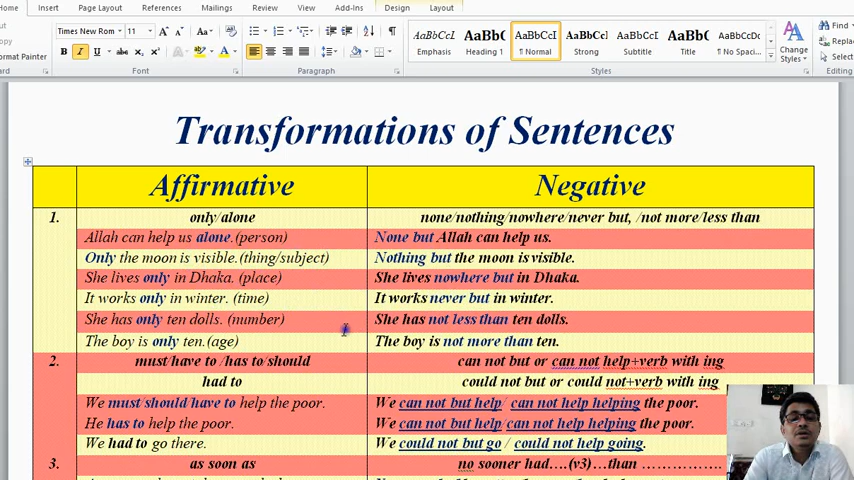 Home Insert Page Layout References Mailings Review View Add-Ins Design Layout
Times New Rom 11 Find
Replac
Format Painter Select
Change Styles
AaBbCcI AaBb( AaBbCcI AaBbCc AaBbCcI AaBl AaBbCcDc
Emphasis Heading 1 ¶ Normal Strong Subtitle Title ¶ No Spaci...
Font Paragraph Styles
Transformations of Sentences
Affirmative Negative
1. only/alone none/nothing/nowhere/never but, /not more/less than
Allah can help us alone.(person) None but Allah can help us.
Only the moon is visible.(thing/subject) Nothing but the moon is visible.
She lives only in Dhaka. (place) She lives nowhere but in Dhaka.
It works only in winter. (time) It works never but in winter.
She has only ten dolls. (number) She has not less than ten dolls.
The boy is only ten.(age) The boy is not more than ten.
2. must/have to /has to/should can not but or can not help+verb with ing
had to could not but or could not+verb with ing
We must/should/have to help the poor. We can not but help/ can not help helping the poor.
He has to help the poor. We can not but help/can not help helping the poor.
We had to go there. We could not but go / could not help going.
3. as soon as no sooner had….(v3)…than …………….